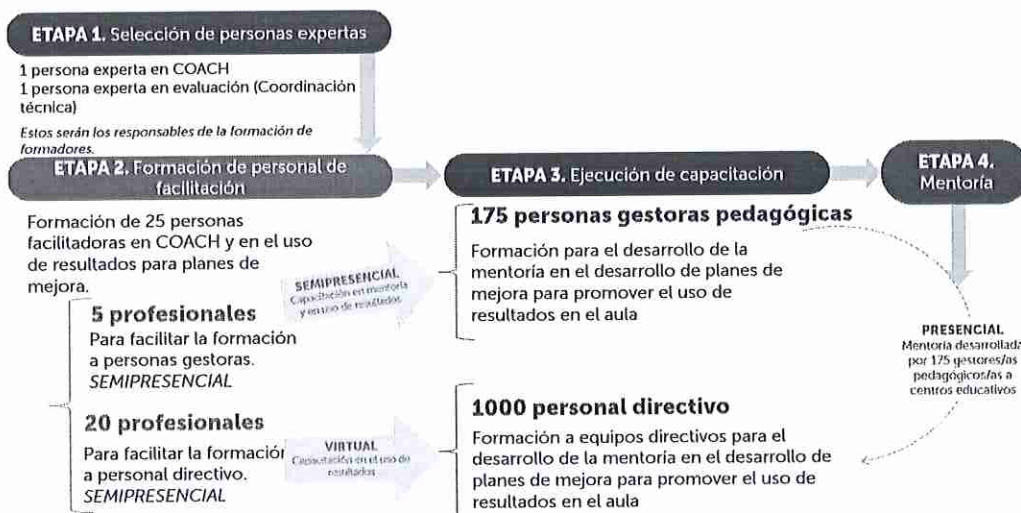 ETAPA 1. Selección de personas expertas
1 persona experta en COACH
1 persona experta en evaluación (Coordinación
técnica)
Estos serán los responsables de la formación de
formadores.
ETAPA 2. Formación de personal de
facilitación
Formación de 25 personas
facilitadoras en COACH y en el uso
de resultados para planes de
mejora.
5 profesionales
Para facilitar la formación
a personas gestoras.
SEMIPRESENCIAL
20 profesionales
Para facilitar la formación
a personal directivo.
SEMIPRESENCIAL
SEMIPRESENCIAL
Capacitación en mentoría
y en uso de resultados
VIRTUAL
Capacitación en el uso de
resultados
ETAPA 3. Ejecución de capacitación
175 personas gestoras pedagógicas
Formación para el desarrollo de la
mentoría en el desarrollo de planes de
mejora para promover el uso de
resultados en el aula
1000 personal directivo
Formación a equipos directivos para el
desarrollo de la mentoría en el desarrollo de
planes de mejora para promover el uso de
resultados en el aula
ETAPA 4.
Mentoría
PRESENCIAL
Mentoría desarrollada
por 175 gestores/as
pedagógicos/as a
centros educativos